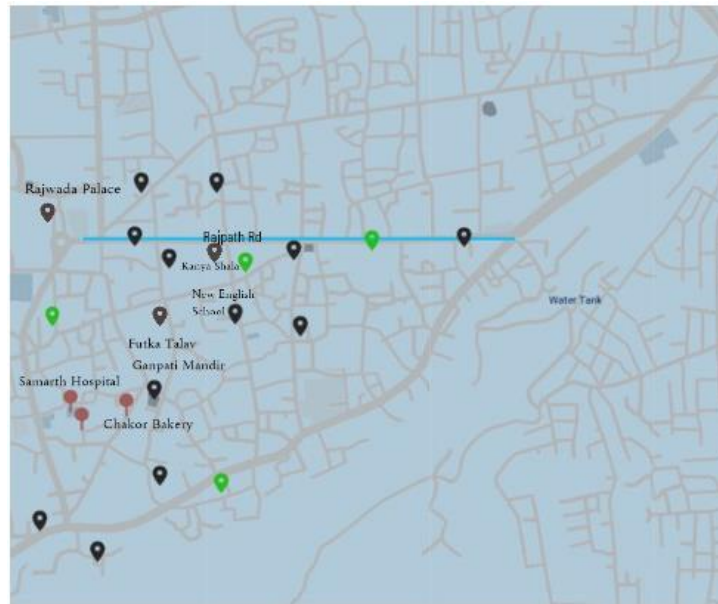 Rajwada Palace
Rajpath Rd
Kanya Shala
New English
School
Water Tank
Futka Talav
Ganpati Mandir
Samarth Hospital
Chakor Bakery